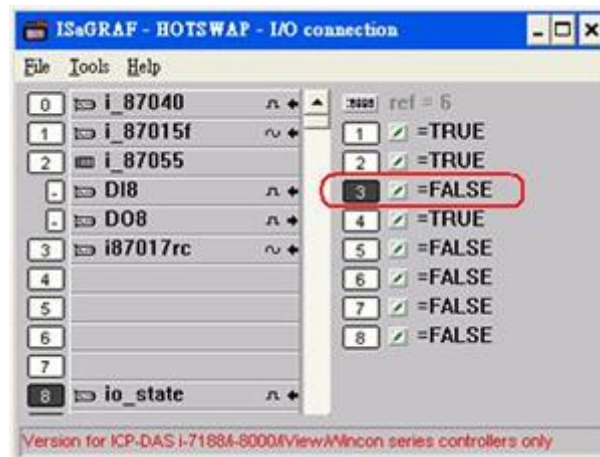 ISaGRAF - HOTSWAP - I/O connection
File Tools Help
0 i_87040
1 i_87015f
2 i_87055
. DI8
. DO8
3 i87017rc
4
5
6
7
8 io_state
ref = 6
1 =TRUE
2 =TRUE
3 =FALSE
4 =TRUE
5 =FALSE
6 =FALSE
7 =FALSE
8 =FALSE
Version for ICP-DAS i-7188/i-8000/iView/Wincon series controllers only